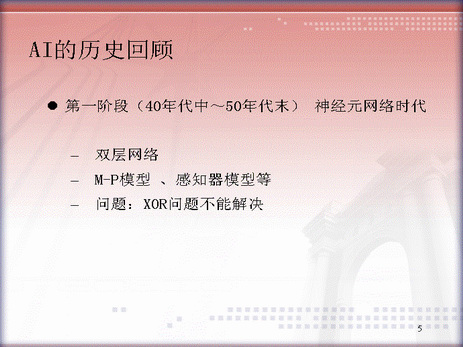 AI的历史回顾
● 第一阶段（40年代中～50年代末） 神经元网络时代
– 双层网络
– M-P模型 、感知器模型等
– 问题：XOR问题不能解决
5